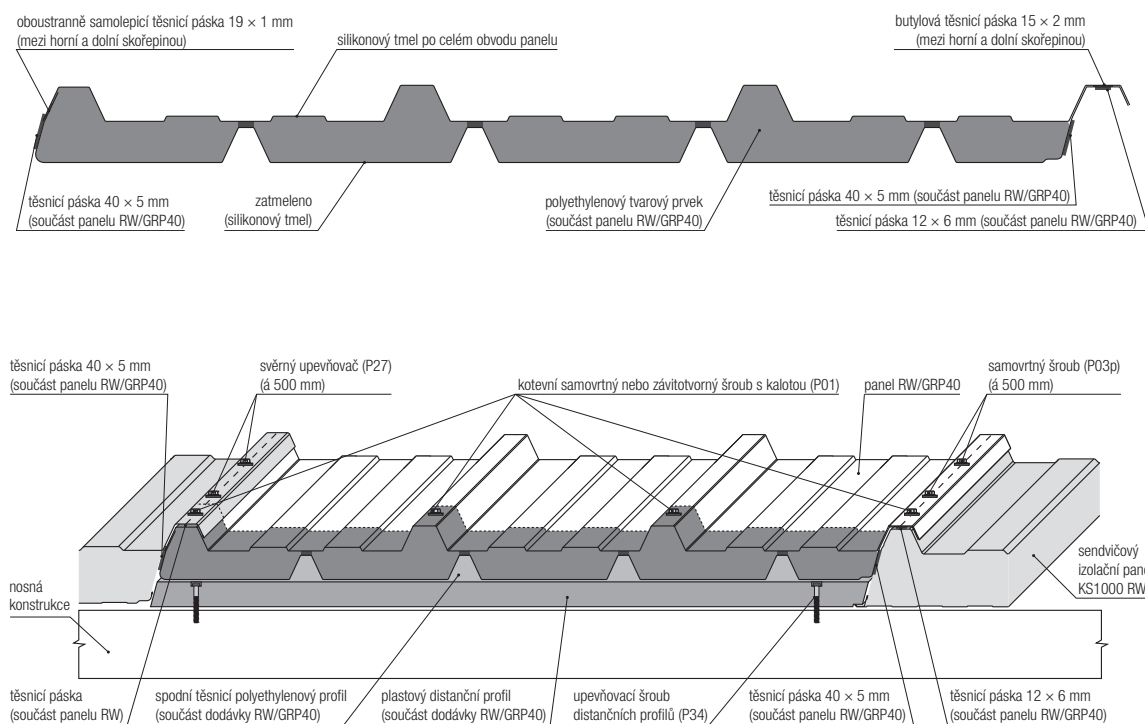 oboustranně samolepicí těsnicí páska 19 × 1 mm
(mezi horní a dolní skořepinou)
silikonový tmel po celém obvodu panelu
butylová těsnicí páska 15 × 2 mm
(mezi horní a dolní skořepinou)
těsnicí páska 40 × 5 mm
(součást panelu RW/GRP40)
zatmeleno
(silikonový tmel)
polyethylenový tvarový prvek
(součást panelu RW/GRP40)
těsnicí páska 40 × 5 mm (součást panelu RW/GRP40)
těsnicí páska 12 × 6 mm (součást panelu RW/GRP40)
těsnicí páska 40 × 5 mm
(součást panelu RW/GRP40)
svěrný upevňovač (P27)
(á 500 mm)
kotevní samovrtný nebo závitotvorný šroub s kalotou (P01)
panel RW/GRP40
samovrtný šroub (P03p)
(á 500 mm)
nosná
konstrukce
sendvičový
izolační
KS1000 RW
těsnicí páska
(součást panelu RW)
spodní těsnicí polyethylenový profil
(součást dodávky RW/GRP40)
plastový distanční profil
(součást dodávky RW/GRP40)
upevňovací šroub
distančních profilů (P34)
těsnicí páska 40 × 5 mm
(součást panelu RW/GRP40)
těsnicí páska 12 × 6 mm
(součást panelu RW/GRP40)